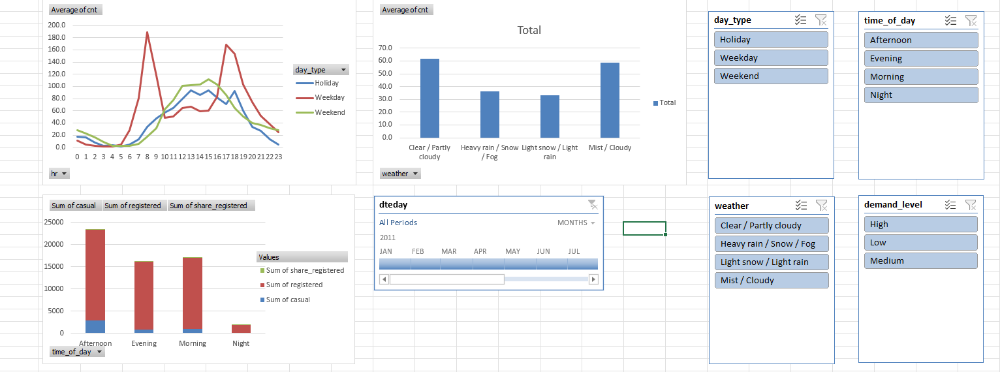 Average of cnt
200.0
180.0
160.0
140.0
120.0
100.0
80.0
60.0
40.0
20.0
0.0
0 1 2 3 4 5 6 7 8 9 10 11 12 13 14 15 16 17 18 19 20 21 22 23
day_type
Holiday
Weekday
Weekend
hr
Average of cnt
Total
70.0
60.0
50.0
40.0
30.0
20.0
10.0
0.0
Clear / Partly
cloudy
Heavy rain / Snow
/ Fog
Light snow / Light
rain
Mist / Cloudy
Total
weather
day_type
Holiday
Weekday
Weekend
time_of_day
Afternoon
Evening
Morning
Night
Sum of casual Sum of registered Sum of share_registered
25000
20000
15000
10000
5000
0
Afternoon Evening Morning Night
Values
Sum of share_registered
Sum of registered
Sum of casual
time_of_day
dteday
All Periods MONTHS
2011
JAN FEB MAR APR MAY JUN JUL
weather
Clear / Partly cloudy
Heavy rain / Snow / Fog
Light snow / Light rain
Mist / Cloudy
demand_level
High
Low
Medium